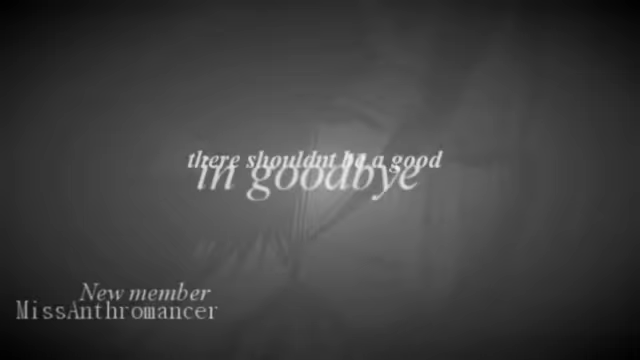 there shouldnt be a good
in goodbye
New member
MissAnthromancer